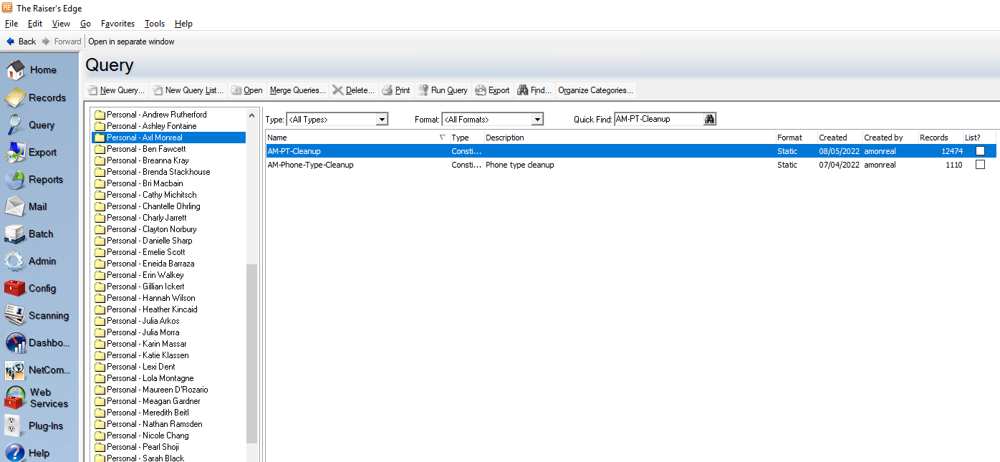 RE The Raiser's Edge
File Edit View Go Favorites Tools Help
Back Forward Open in separate window
Query
New Query... New Query List... Open Merge Queries... Delete... Print Run Query Export Find... Organize Categories...
Home
Records
Query
Export
Reports
Mail
Batch
Admin
Config
Scanning
Dashbo...
NetCom...
Web
Services
Plug-Ins
Help
Personal - Andrew Rutherford
Personal - Ashley Fontaine
Personal - Axl Monreal
Personal - Ben Fawcett
Personal - Breanna Kray
Personal - Brenda Stackhouse
Personal - Bri Macbain
Personal - Cathy Michitsch
Personal - Chantelle Ohrling
Personal - Charly Jarrett
Personal - Clayton Norbury
Personal - Danielle Sharp
Personal - Emelie Scott
Personal - Eneida Barraza
Personal - Erin Walkey
Personal - Gillian Ickert
Personal - Hannah Wilson
Personal - Heather Kincaid
Personal - Julia Arkos
Personal - Julia Morra
Personal - Karin Massar
Personal - Katie Klassen
Personal - Lexi Dent
Personal - Lola Montagne
Personal - Maureen D'Rozario
Personal - Meagan Gardner
Personal - Meredith Beitl
Personal - Nathan Ramsden
Personal - Nicole Chang
Personal - Pearl Shoji
Personal - Sarah Black
Type: <All Types> Format: <All Formats> Quick Find: AM-PT-Cleanup
Name Type Description Format Created Created by Records List?
AM-PT-Cleanup Consti... Static 08/05/2022 amonreal 12474
AM-Phone-Type-Cleanup Consti... Phone type cleanup Static 07/04/2022 amonreal 1110